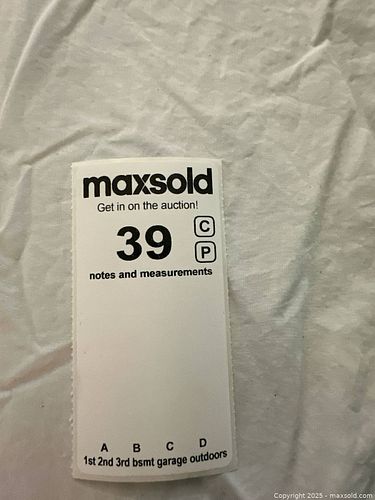 maxsold
Get in on the auction!
39
C
P
notes and measurements
A B C D
1st 2nd 3rd bsmt garage outdoors
Copyright 2025 - maxsold.com